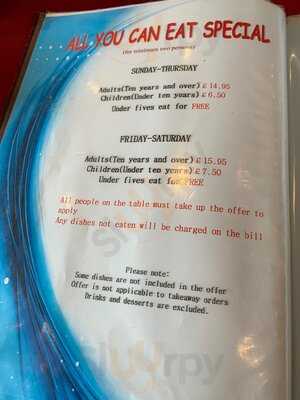 ALL YOU CAN EAT SPECIAL
(for minimum two persons)
SUNDAY-THURSDAY
Adults(Ten years and over) £ 14.95
Children(Under ten years) £ 6.50
Under fives eat for FREE
FRIDAY-SATURDAY
Adults(Ten years and over) £ 15.95
Children(Under ten years) £ 7.50
Under fives eat for FREE
All people on the table must take up the offer to
apply
Any dishes not eaten will be charged on the bill
Please note:
Some dishes are not included in the offer
Offer is not applicable to takeaway orders
Drinks and desserts are excluded.